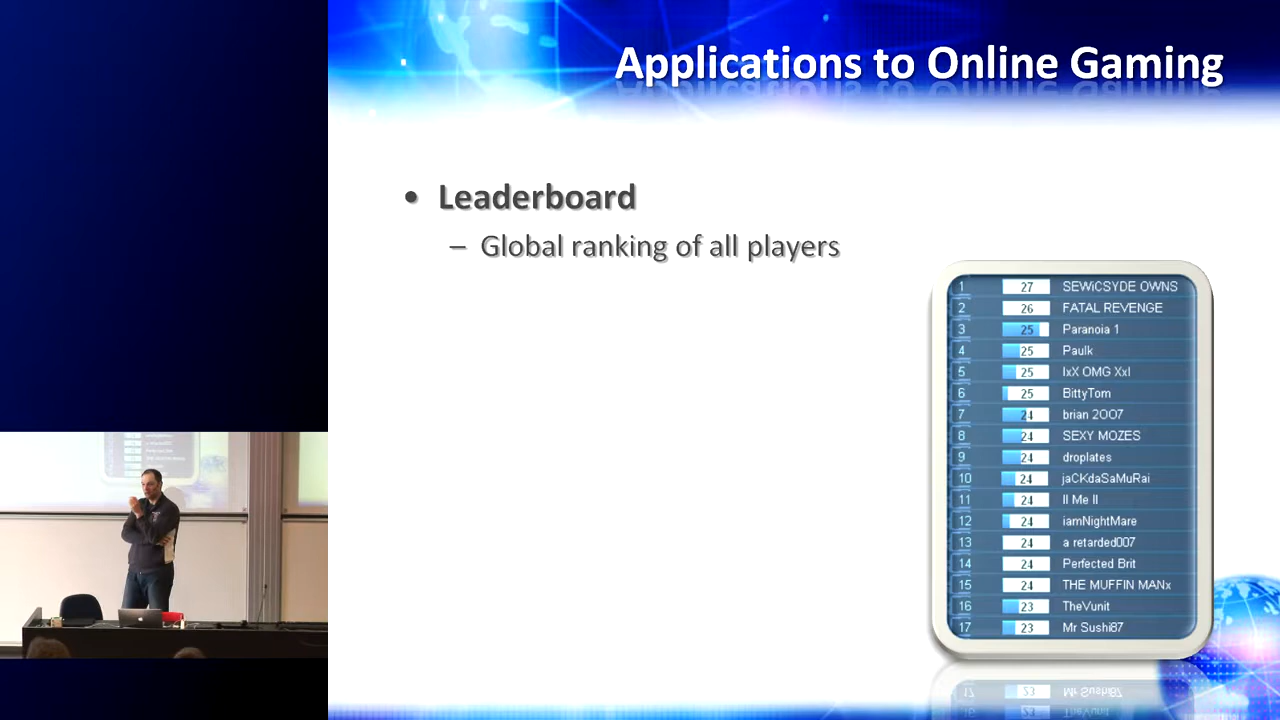 Applications to Online Gaming
• Leaderboard
– Global ranking of all players
1 27 SEWiCSYDE OWNS
2 26 FATAL REVENGE
3 25 Paranoia 1
4 25 Paulk
5 25 IxX OMG XxI
6 25 BittyTom
7 24 brian 2OO7
8 24 SEXY MOZES
9 24 droplates
10 24 jaCKdaSaMuRai
11 24 II Me II
12 24 iamNightMare
13 24 a retarded007
14 24 Perfected Brit
15 24 THE MUFFIN MANx
16 23 TheVunit
17 23 Mr Sushi87